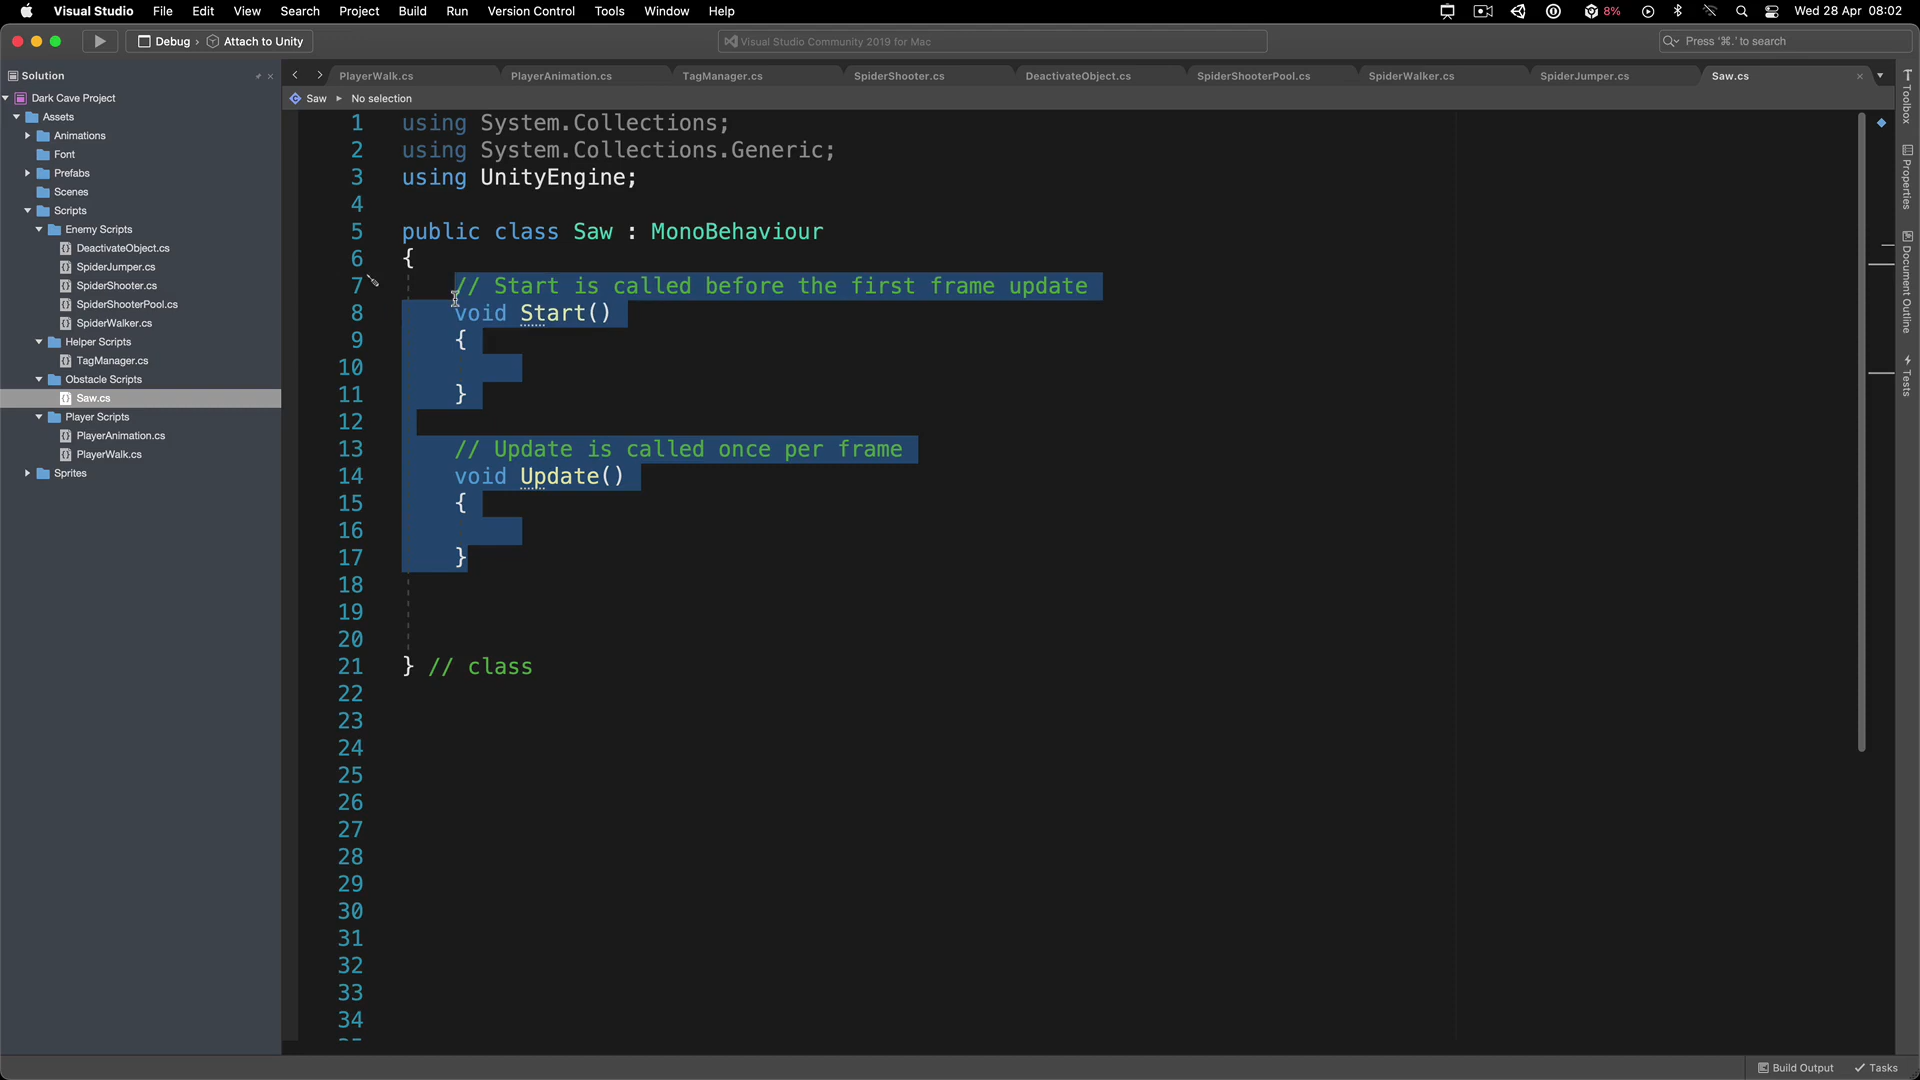 Visual Studio File Edit View Search Project Build Run Version Control Tools Window Help 8% Wed 28 Apr 08:02
Debug › Attach to Unity Visual Studio Community 2019 for Mac Press '⌘.' to search
Solution
PlayerWalk.cs PlayerAnimation.cs TagManager.cs SpiderShooter.cs DeactivateObject.cs SpiderShooterPool.cs SpiderWalker.cs SpiderJumper.cs Saw.cs
Saw No selection
Dark Cave Project
Assets
Animations
Font
Prefabs
Scenes
Scripts
Enemy Scripts
DeactivateObject.cs
SpiderJumper.cs
SpiderShooter.cs
SpiderShooterPool.cs
SpiderWalker.cs
Helper Scripts
TagManager.cs
Obstacle Scripts
Saw.cs
Player Scripts
PlayerAnimation.cs
PlayerWalk.cs
Sprites
1 using System.Collections;
2 using System.Collections.Generic;
3 using UnityEngine;
4
5 public class Saw : MonoBehaviour
6 {
7 // Start is called before the first frame update
8 void Start()
9 {
10
11 }
12
13 // Update is called once per frame
14 void Update()
15 {
16
17 }
18
19
20
21 } // class
22
23
24
25
26
27
28
29
30
31
32
33
34
Toolbox
Properties
Document Outline
Tests
Build Output Tasks